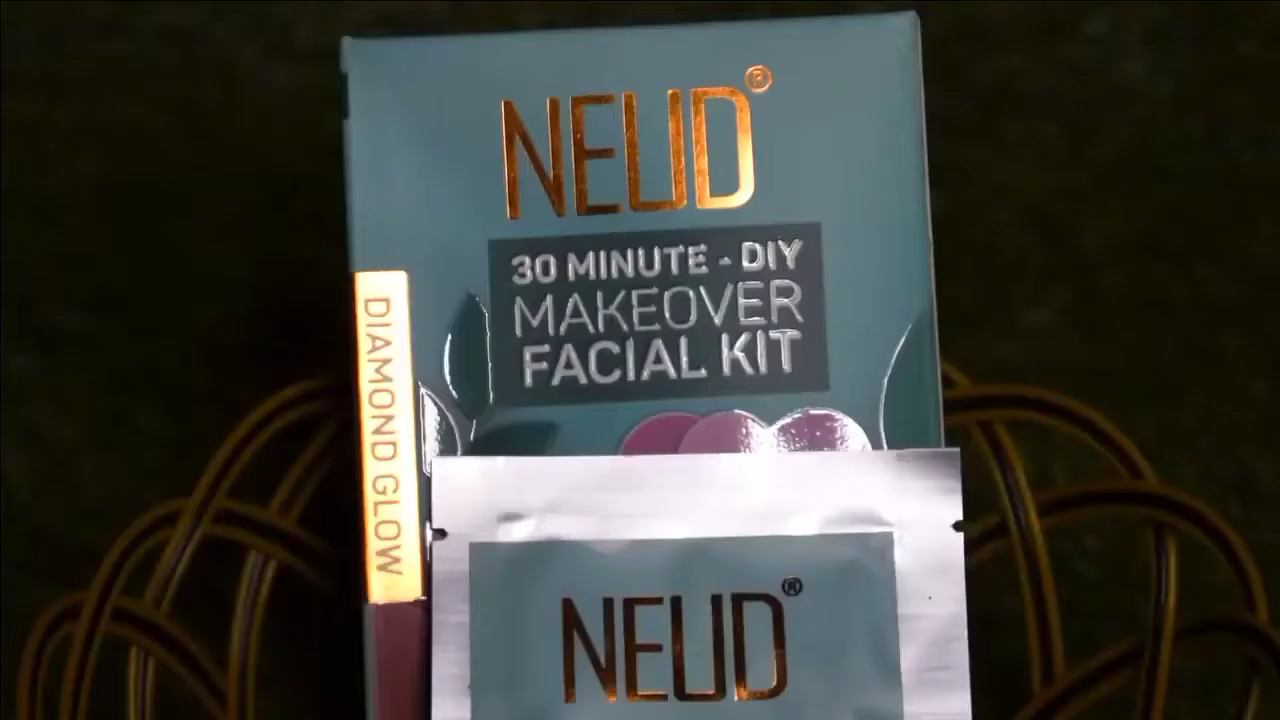 NEUD®
30 MINUTE - DIY
MAKEOVER
FACIAL KIT
DIAMOND GLOW
NEUD®